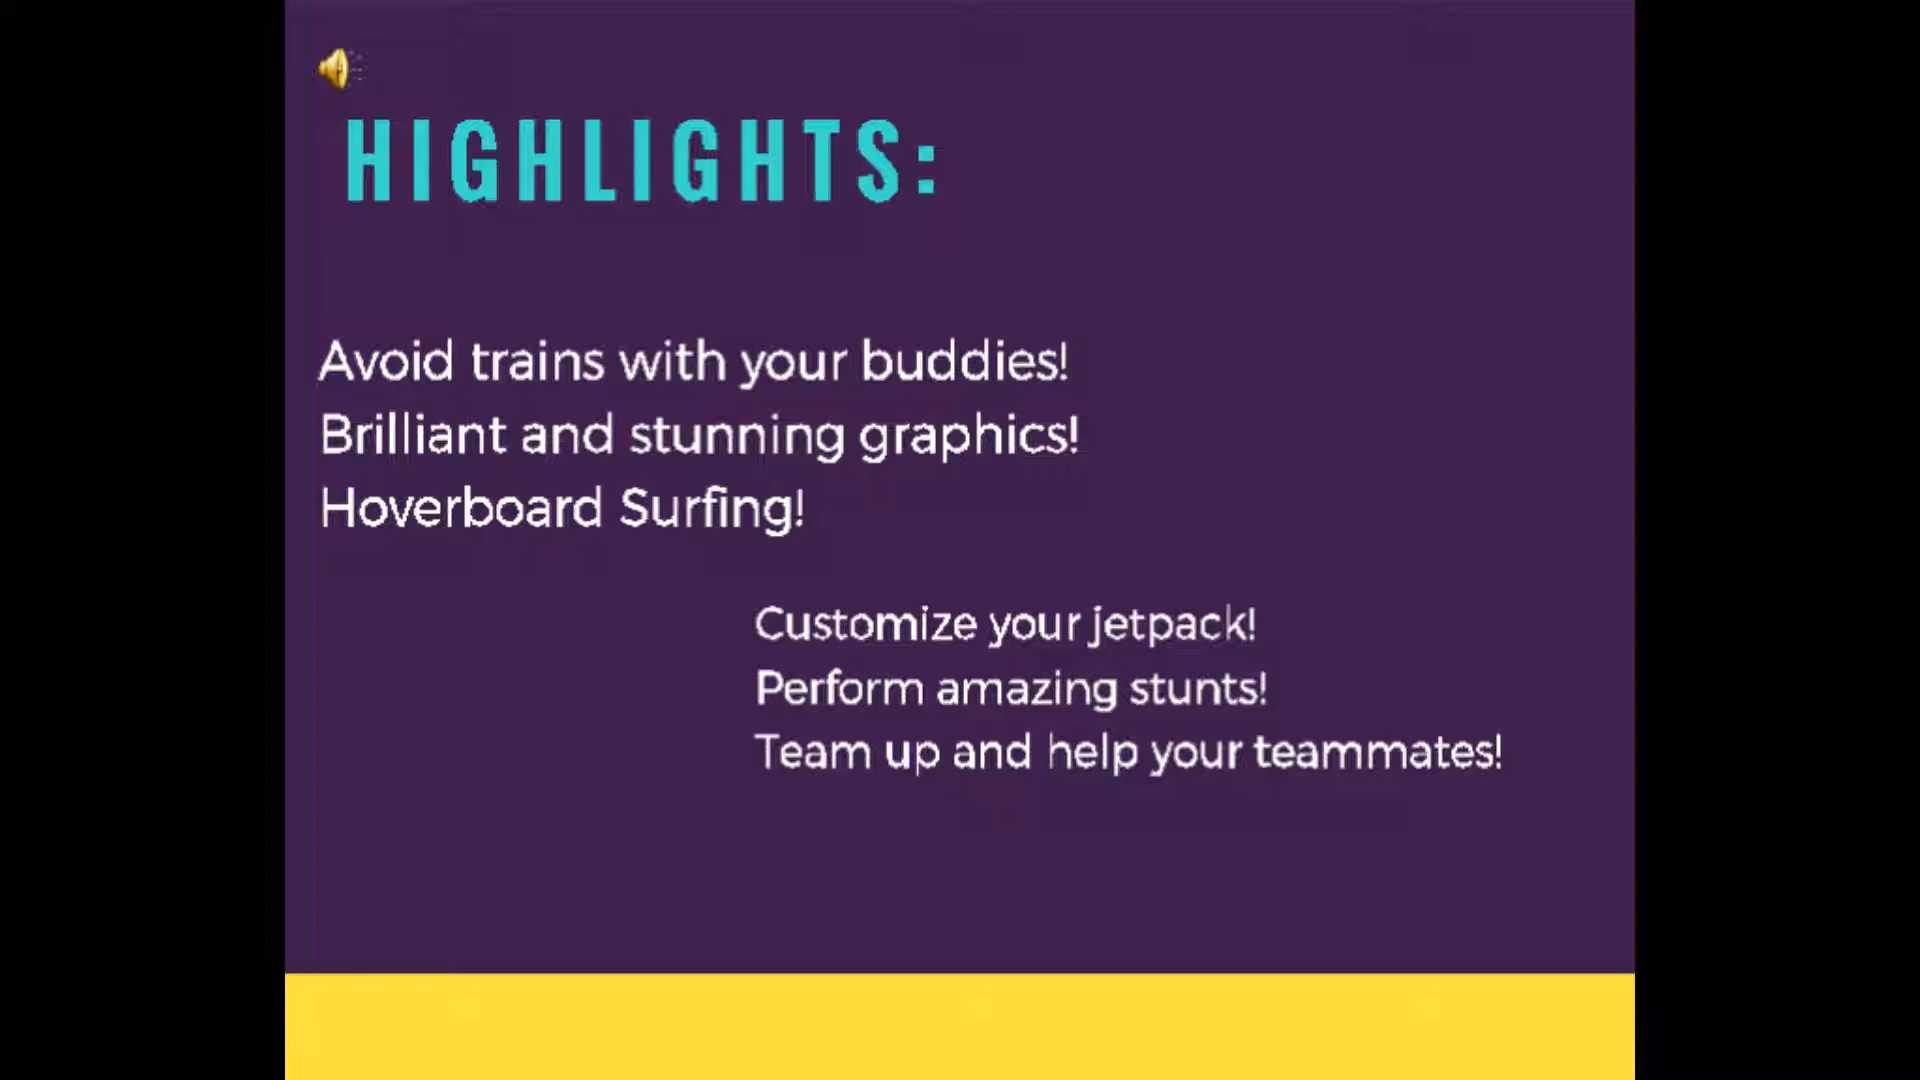 HIGHLIGHTS:
Avoid trains with your buddies!
Brilliant and stunning graphics!
Hoverboard Surfing!
Customize your jetpack!
Perform amazing stunts!
Team up and help your teammates!